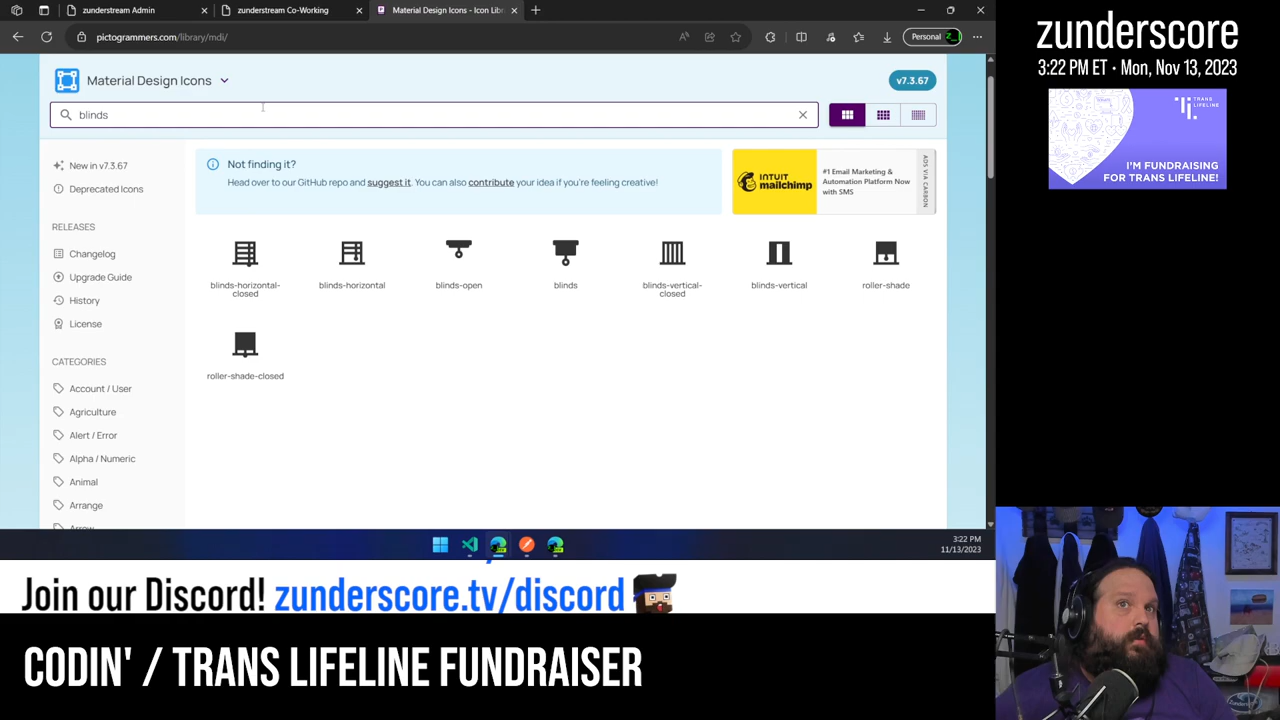 zunderstream Admin
zunderstream Co-Working
Material Design Icons - Icon Lib
pictogrammers.com/library/mdi/
Personal
Material Design Icons
v7.3.67
blinds
New in v7.3.67
Deprecated Icons
RELEASES
Changelog
Upgrade Guide
History
License
CATEGORIES
Account / User
Agriculture
Alert / Error
Alpha / Numeric
Animal
Arrange
Arrow
Not finding it?
Head over to our GitHub repo and suggest it. You can also contribute your idea if you're feeling creative!
INTUIT
mailchimp
#1 Email Marketing &
Automation Platform Now
with SMS
ADS VIA CARBON
blinds-horizontal-
closed
blinds-horizontal
blinds-open
blinds
blinds-vertical-
closed
blinds-vertical
roller-shade
roller-shade-closed
3:22 PM
11/13/2023
zunderscore
3:22 PM ET • Mon, Nov 13, 2023
TRANS
LIFELINE
I'M FUNDRAISING
FOR TRANS LIFELINE!
Join our Discord! zunderscore.tv/discord
CODIN' / TRANS LIFELINE FUNDRAISER